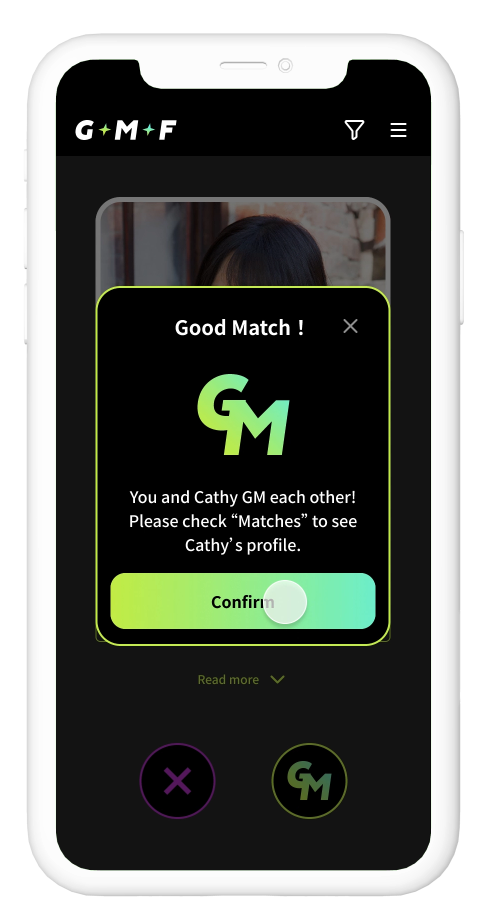 G✦M✦F
Good Match !
GM
You and Cathy GM each other!
Please check “Matches” to see
Cathy’s profile.
Confirm
Read more
GM